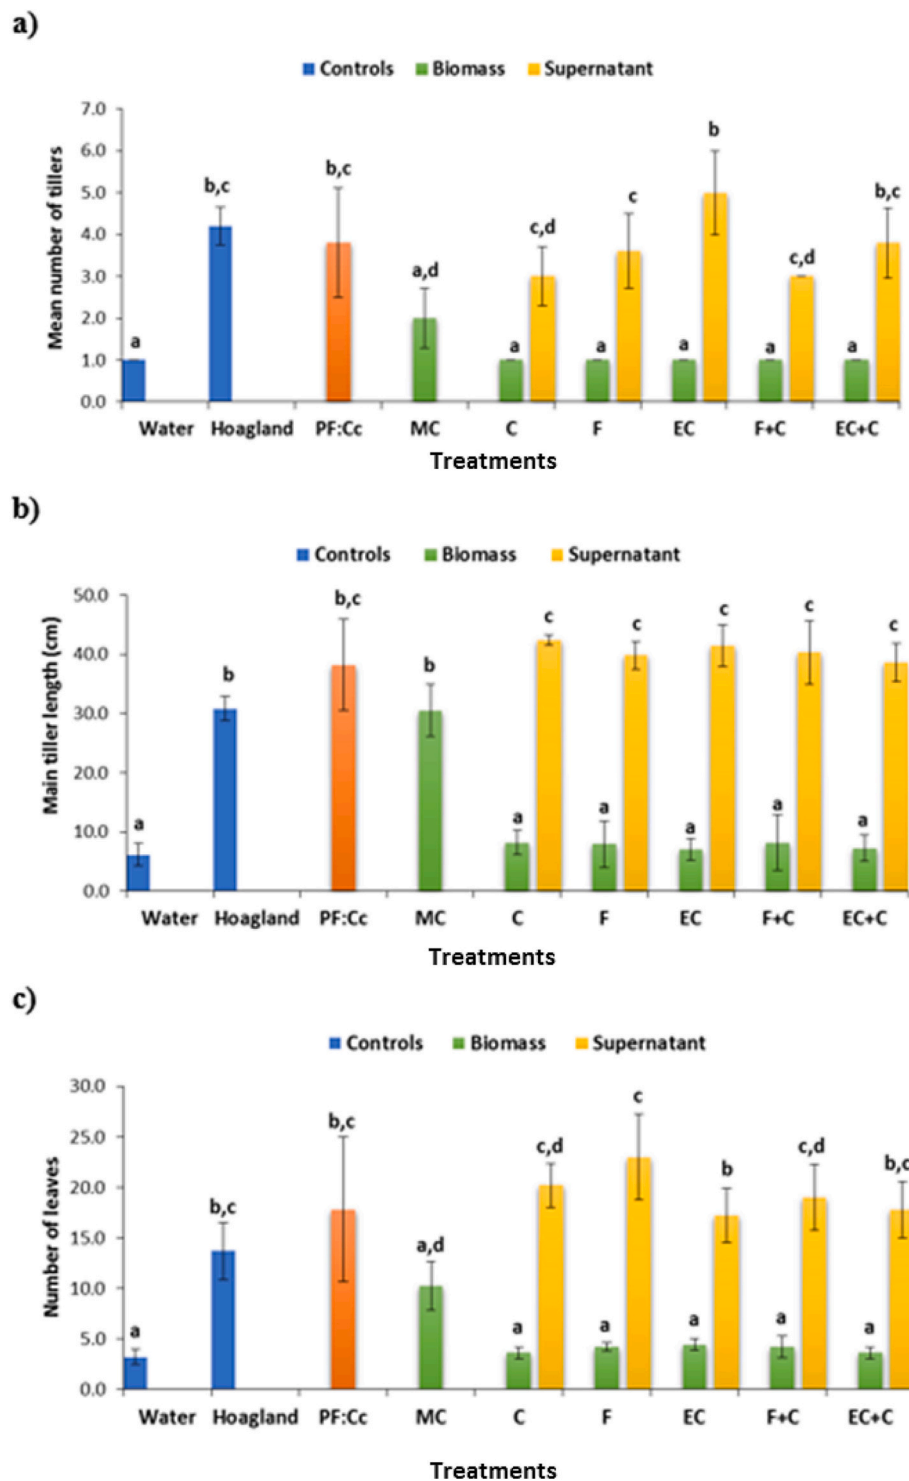 a)
Controls Biomass Supernatant
Mean number of tillers
7.0
6.0
5.0
4.0
3.0
2.0
1.0
0.0
a
b,c
b,c
a,d
a
c,d
a
c
a
b
a
c,d
a
b,c
Water Hoagland PF:Cc MC C F EC F+C EC+C
Treatments
b)
Controls Biomass Supernatant
Main tiller length (cm)
50.0
40.0
30.0
20.0
10.0
0.0
a
b
b,c
b
a
c
a
c
a
c
a
c
a
c
Water Hoagland PF:Cc MC C F EC F+C EC+C
Treatments
c)
Controls Biomass Supernatant
Number of leaves
30.0
25.0
20.0
15.0
10.0
5.0
0.0
a
b,c
b,c
a,d
a
c,d
a
c
a
b
a
c,d
a
b,c
Water Hoagland PF:Cc MC C F EC F+C EC+C
Treatments